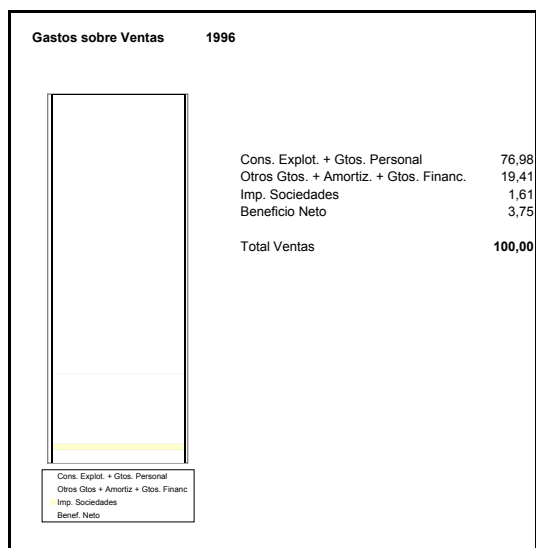 Gastos sobre Ventas 1996
Cons. Explot. + Gtos. Personal 76,98
Otros Gtos. + Amortiz. + Gtos. Financ. 19,41
Imp. Sociedades 1,61
Beneficio Neto 3,75
Total Ventas 100,00
Cons. Explot. + Gtos. Personal
Otros Gtos + Amortiz + Gtos. Financ
Imp. Sociedades
Benef. Neto